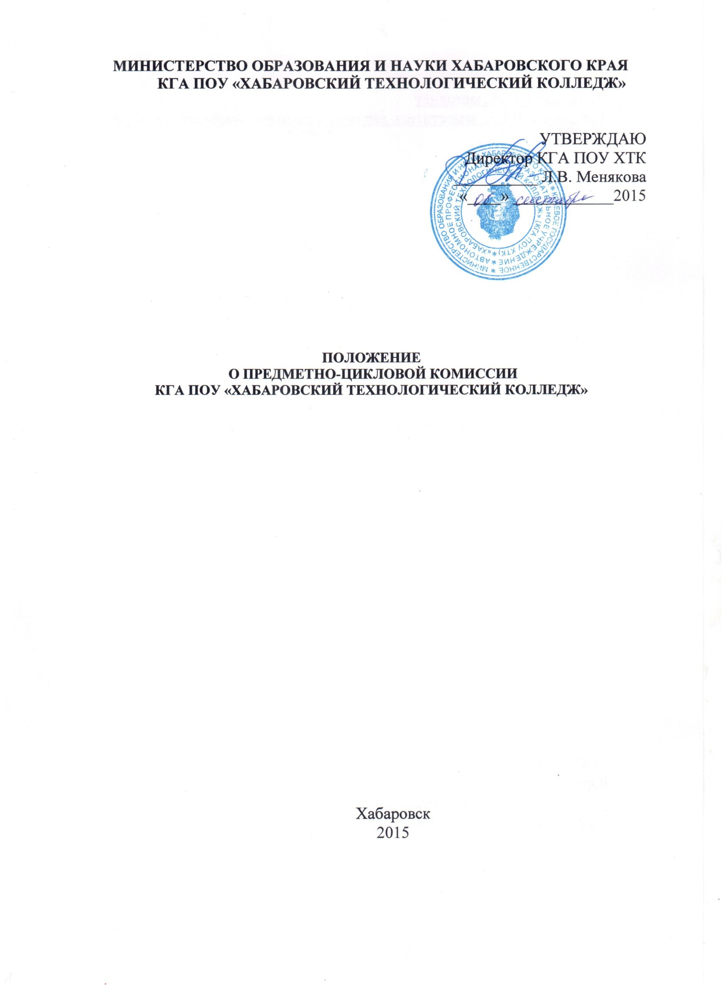 МИНИСТЕРСТВО ОБРАЗОВАНИЯ И НАУКИ ХАБАРОВСКОГО КРАЯ
КГА ПОУ «ХАБАРОВСКИЙ ТЕХНОЛОГИЧЕСКИЙ КОЛЛЕДЖ»
УТВЕРЖДАЮ
Директор КГА ПОУ ХТК
__________ Л.В. Менякова
«06» сентября 2015
МИНИСТЕРСТВО ОБРАЗОВАНИЯ И НАУКИ ХАБАРОВСКОГО КРАЯ * КРАЕВОЕ ГОСУДАРСТВЕННОЕ *
АВТОНОМНОЕ ПРОФЕССИОНАЛЬНОЕ ОБРАЗОВАТЕЛЬНОЕ УЧРЕЖДЕНИЕ *
«ХАБАРОВСКИЙ ТЕХНОЛОГИЧЕСКИЙ КОЛЛЕДЖ» (КГА ПОУ ХТК) *
ПОЛОЖЕНИЕ
О ПРЕДМЕТНО-ЦИКЛОВОЙ КОМИССИИ
КГА ПОУ «ХАБАРОВСКИЙ ТЕХНОЛОГИЧЕСКИЙ КОЛЛЕДЖ»
Хабаровск
2015